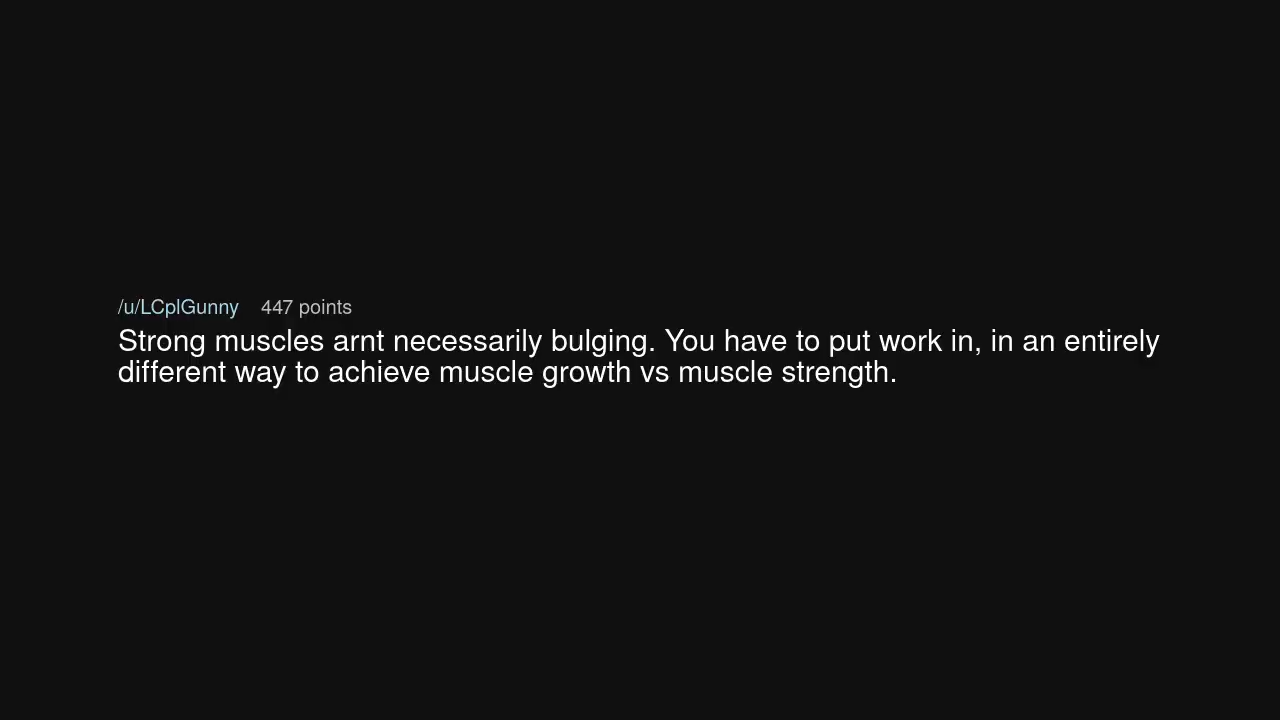 /u/LCplGunny 447 points
Strong muscles arnt necessarily bulging. You have to put work in, in an entirely
different way to achieve muscle growth vs muscle strength.